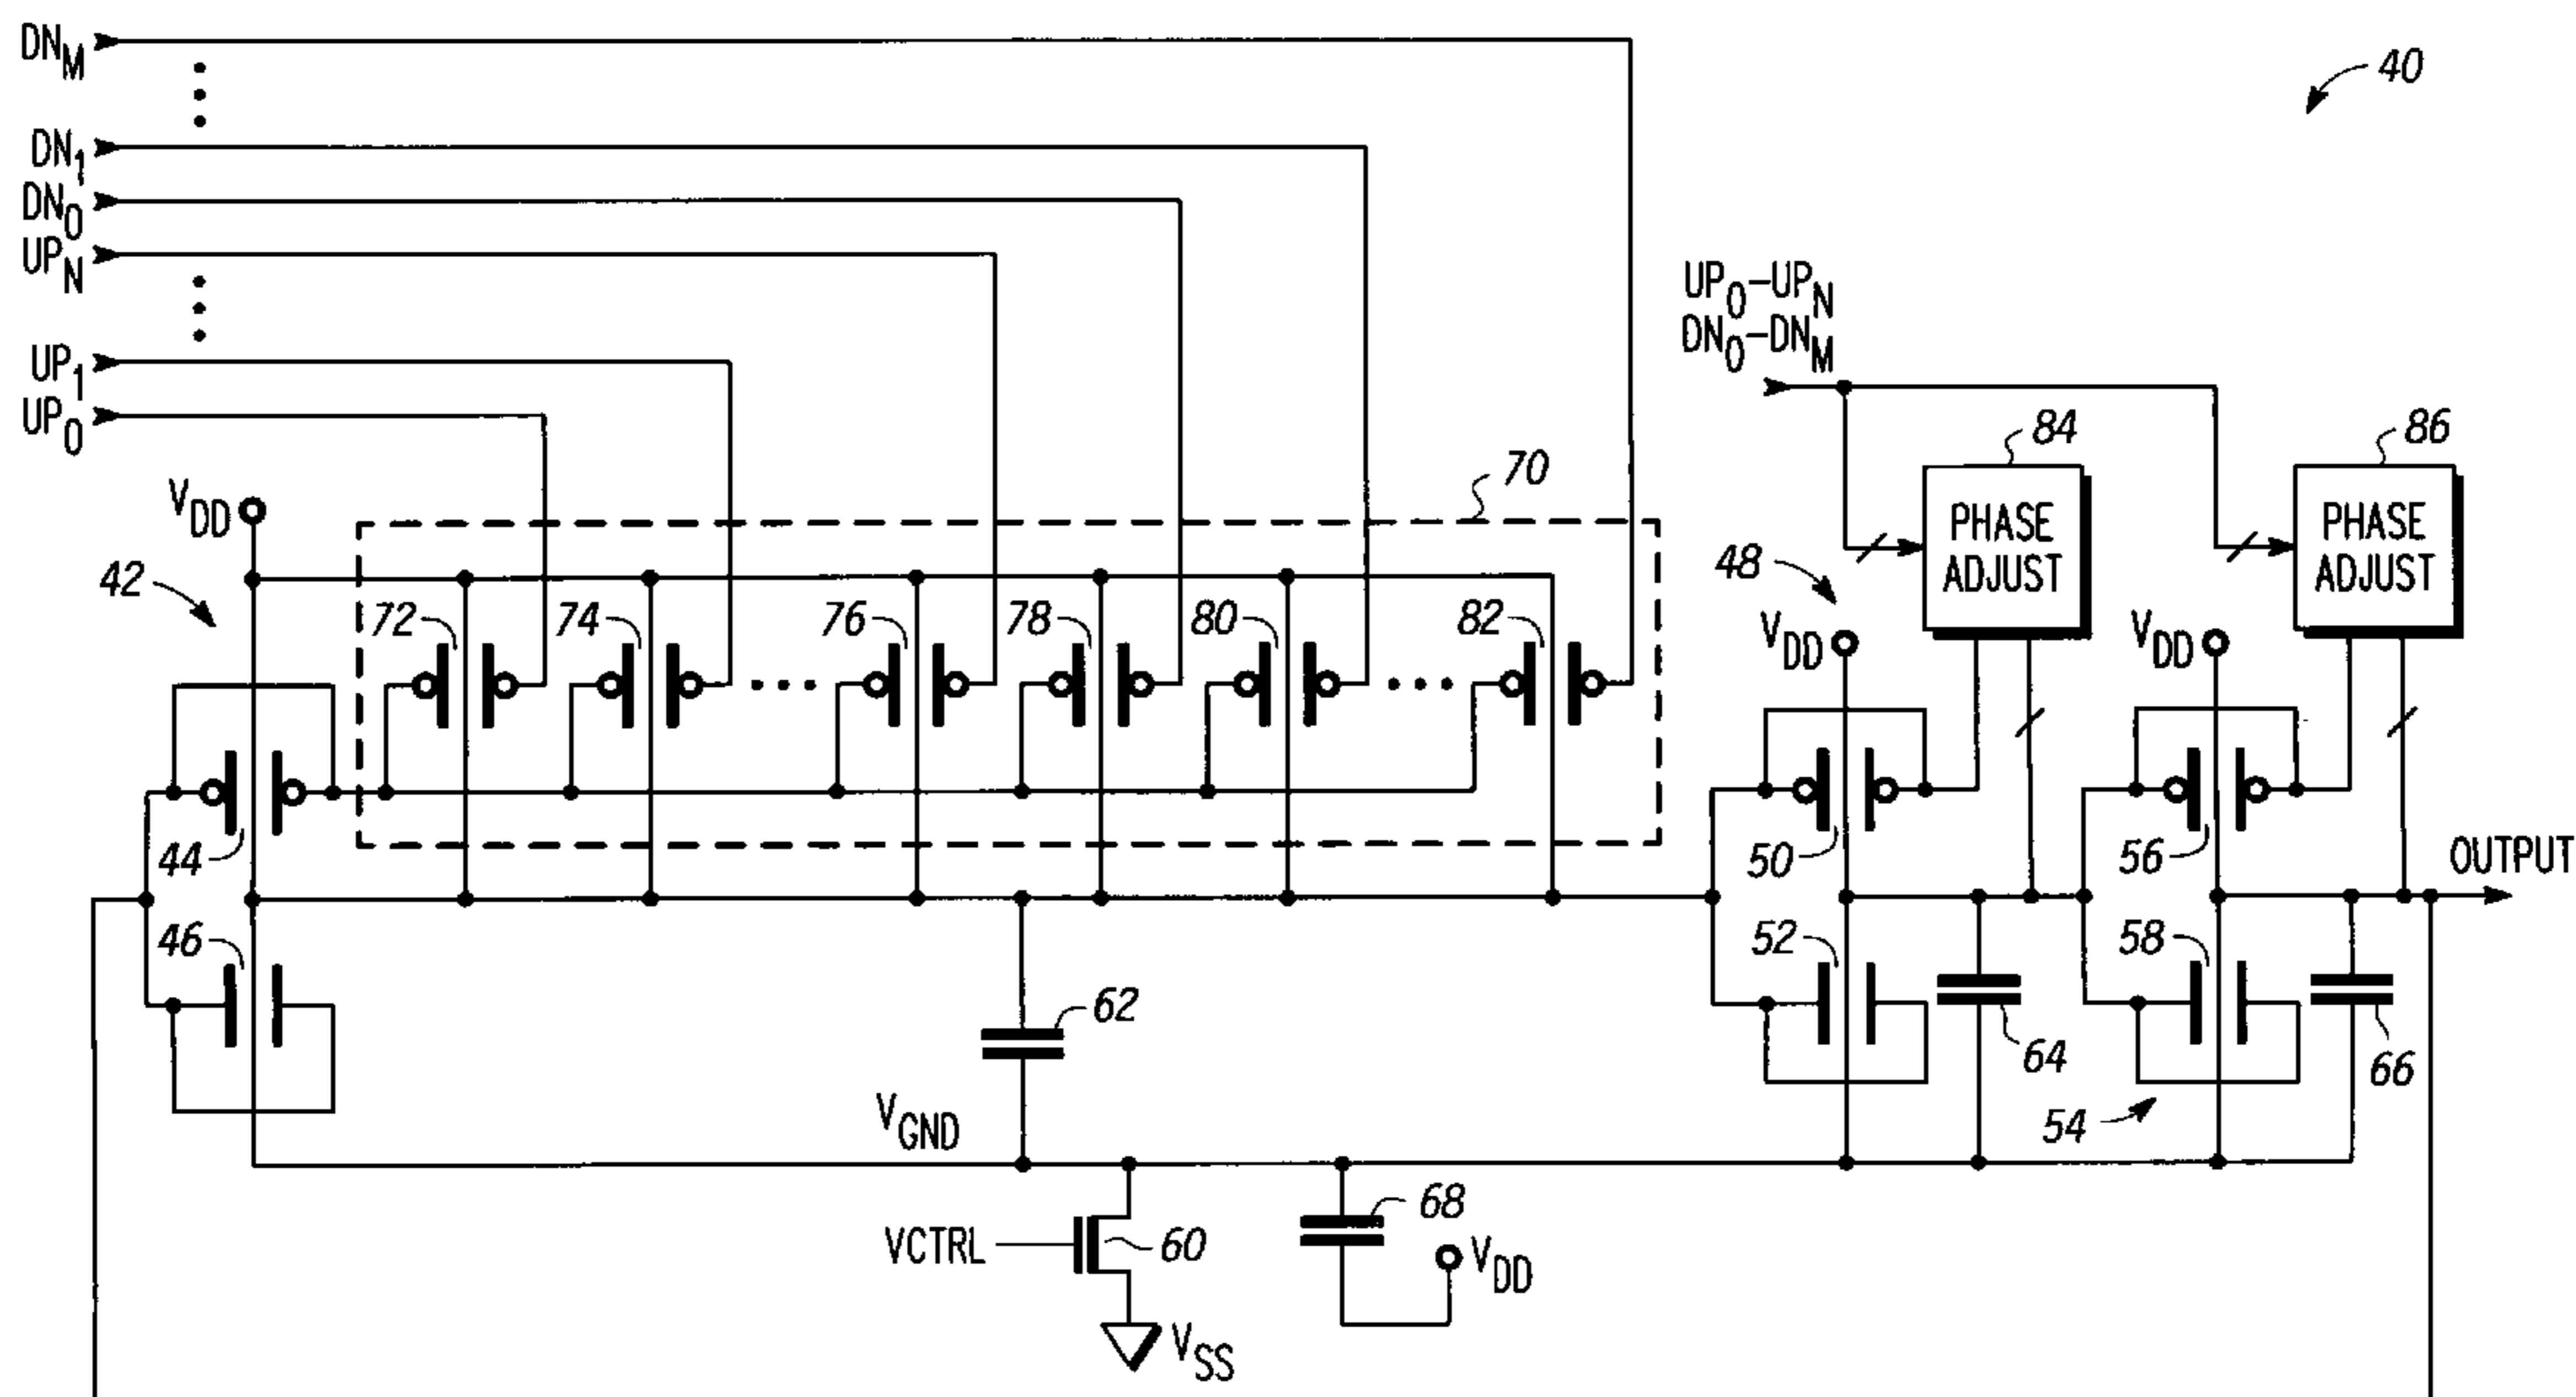 DN_M
40
DN_1
DN_0
UP_N
UP_0–UP_N
DN_0–DN_M
UP_1
UP_0
84
86
V_DD
70
PHASE
ADJUST
PHASE
ADJUST
42
72
74
76
78
80
82
48
V_DD
V_DD
44
50
56
OUTPUT
46
52
58
62
64
66
V_GND
54
VCTRL
60
68
V_DD
V_SS